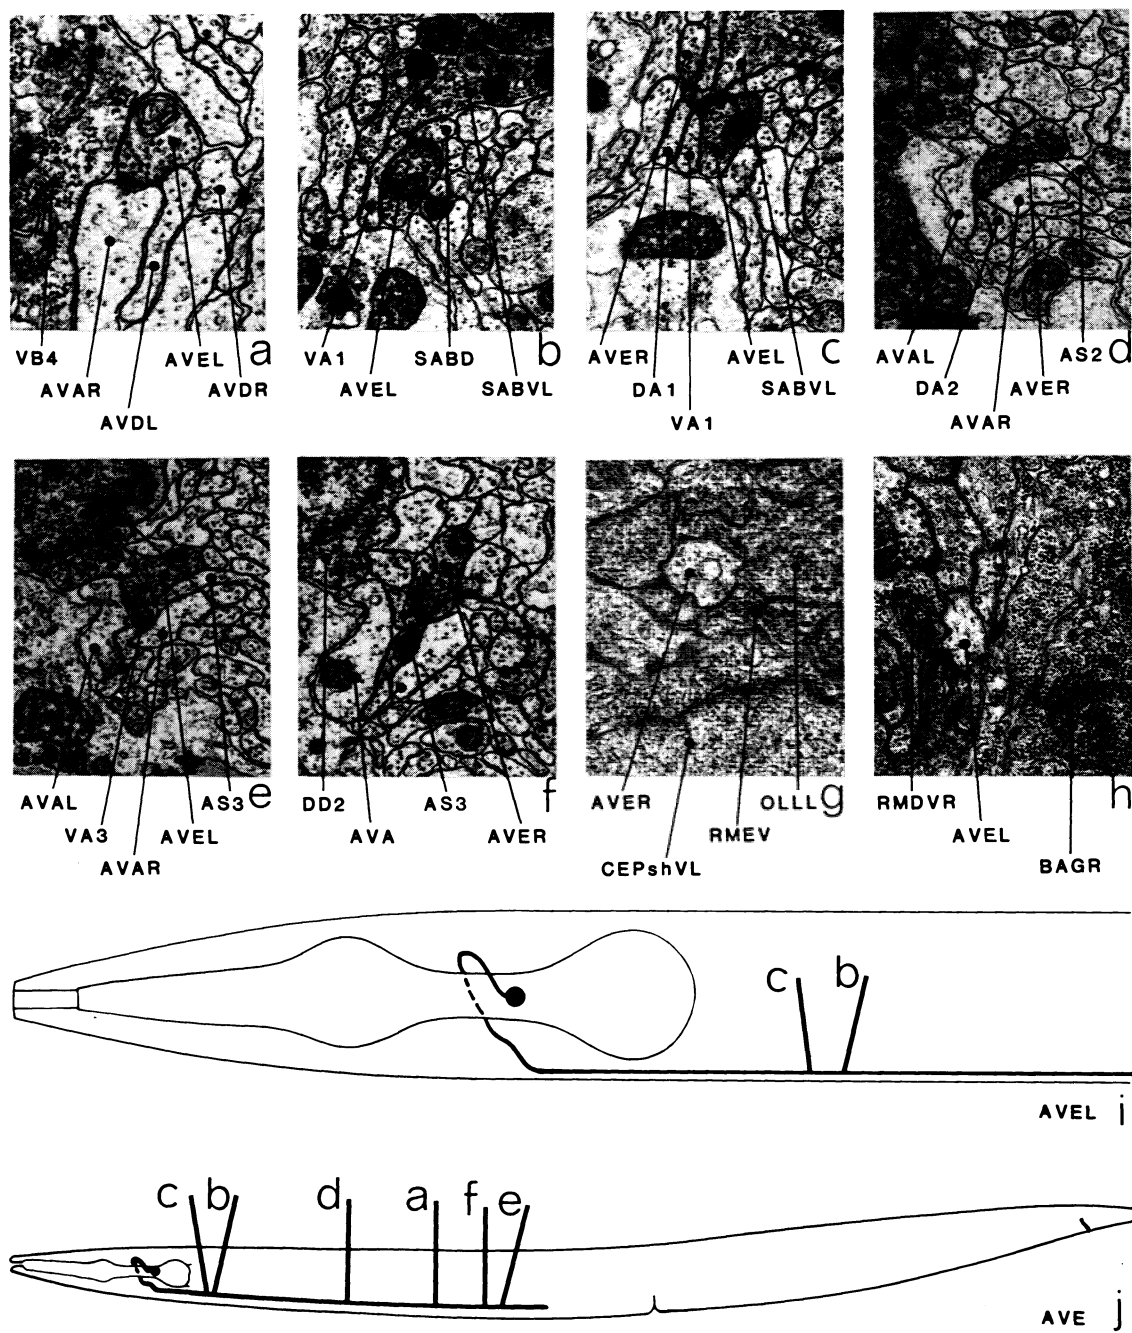 a
VB4 AVEL
AVAR AVDR
AVDL
b
VA1 SABD
AVEL SABVL
c
AVER AVEL
DA1 SABVL
VA1
d
AVAL AS2
DA2 AVER
AVAR
e
AVAL AS3
VA3 AVEL
AVAR
f
DD2 AS3
AVA AVER
g
AVER OLLL
RMEV
CEPshVL
h
RMDVR
AVEL
BAGR
c b
AVEL i
c b d a f e
AVE j